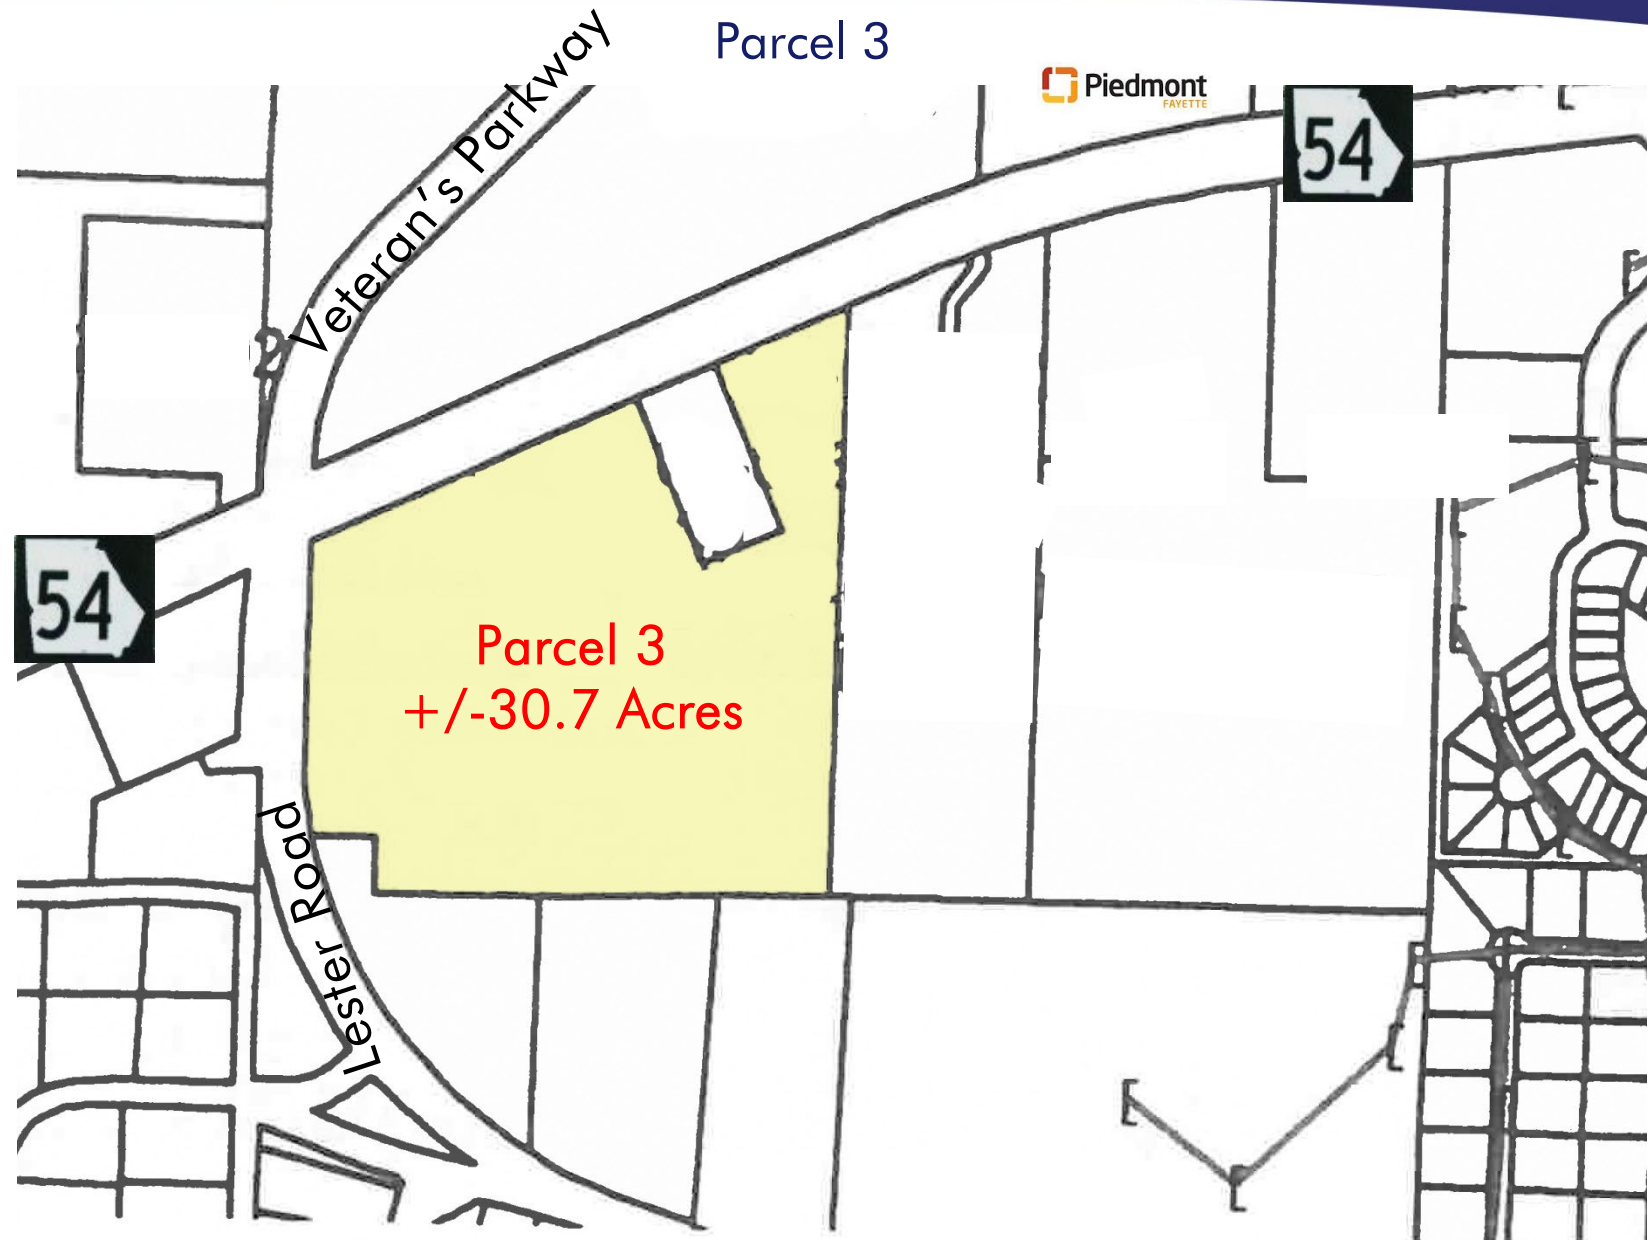 Parcel 3
Veteran's Parkway
Piedmont
FAYETTE
54
54
Parcel 3
+/-30.7 Acres
Lester Road